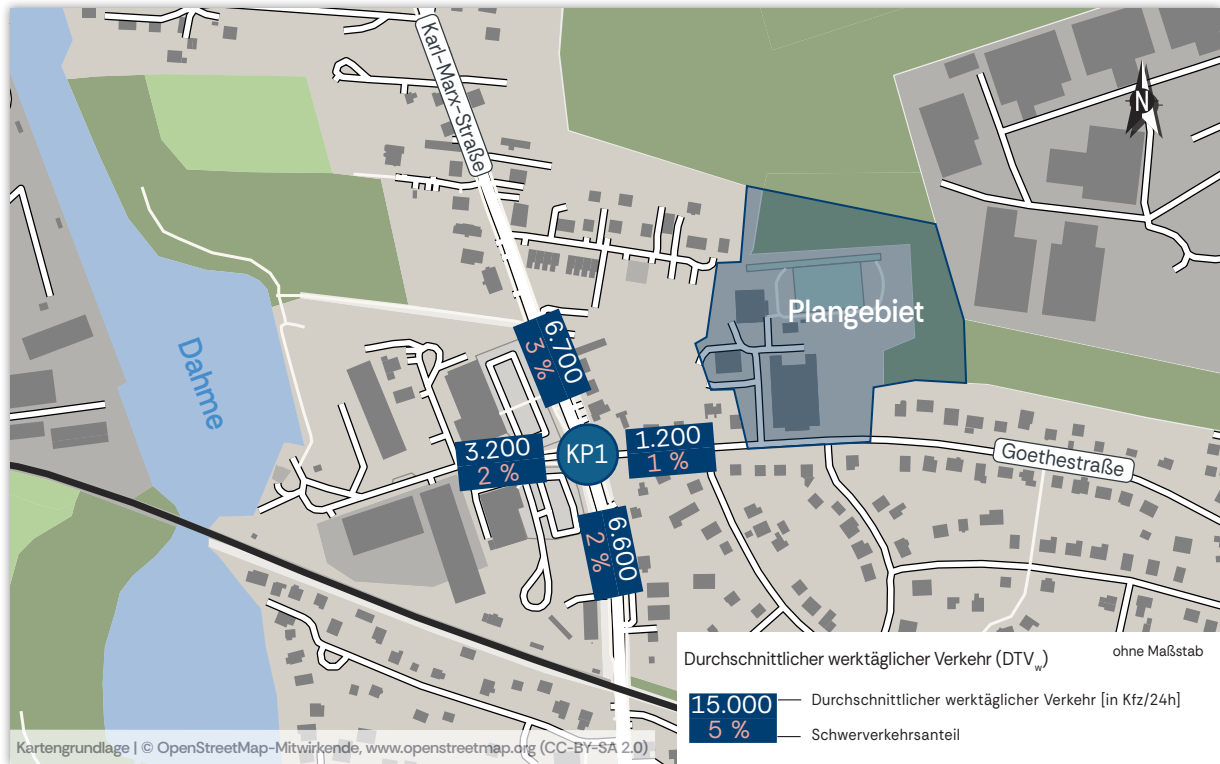 Karl-Marx-Straße
N
Plangebiet
Dahme
6.700
3 %
3.200
2 %
KP1
1.200
1 %
Goethestraße
6.600
2 %
Durchschnittlicher werktäglicher Verkehr (DTVw)
ohne Maßstab
15.000
5 %
Durchschnittlicher werktäglicher Verkehr [in Kfz/24h]
Schwerverkehrsanteil
Kartengrundlage | © OpenStreetMap-Mitwirkende, www.openstreetmap.org (CC-BY-SA 2.0)